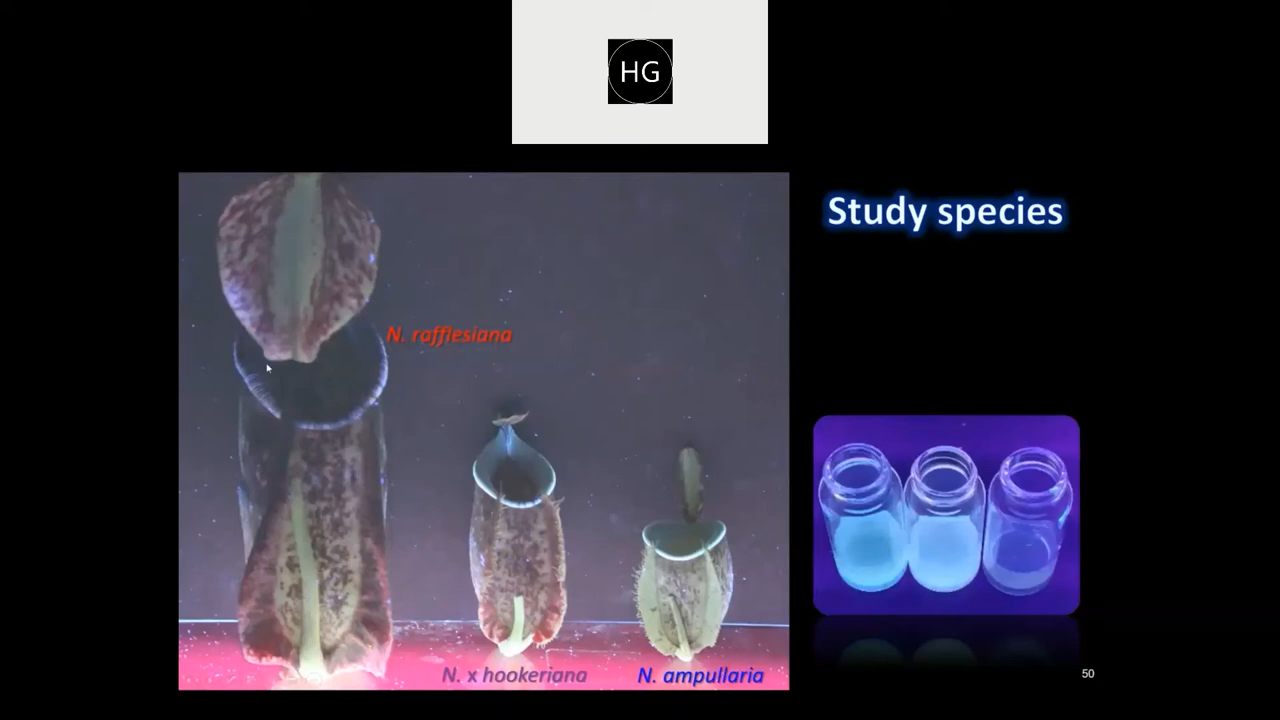 HG
Study species
N. rafflesiana
N. x hookeriana
N. ampullaria
50